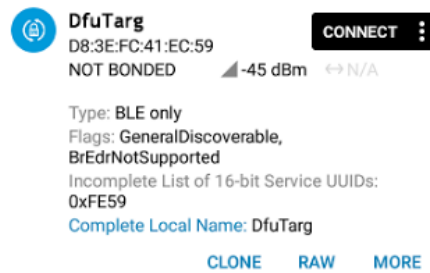 DfuTarg
D8:3E:FC:41:EC:59
CONNECT
NOT BONDED -45 dBm N/A
Type: BLE only
Flags: GeneralDiscoverable,
BrEdrNotSupported
Incomplete List of 16-bit Service UUIDs:
0xFE59
Complete Local Name: DfuTarg
CLONE RAW MORE